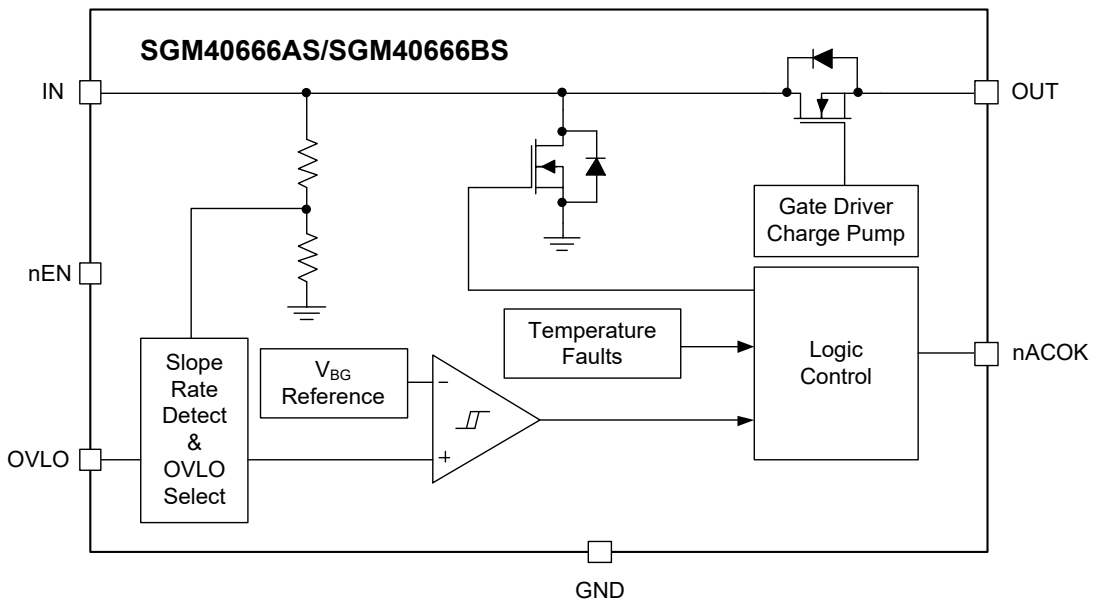 SGM40666AS/SGM40666BS
IN
OUT
Gate Driver
Charge Pump
nEN
Temperature
Faults
Logic
Control
nACOK
Slope
Rate
Detect
&
OVLO
Select
VBG
Reference
−
+
OVLO
GND